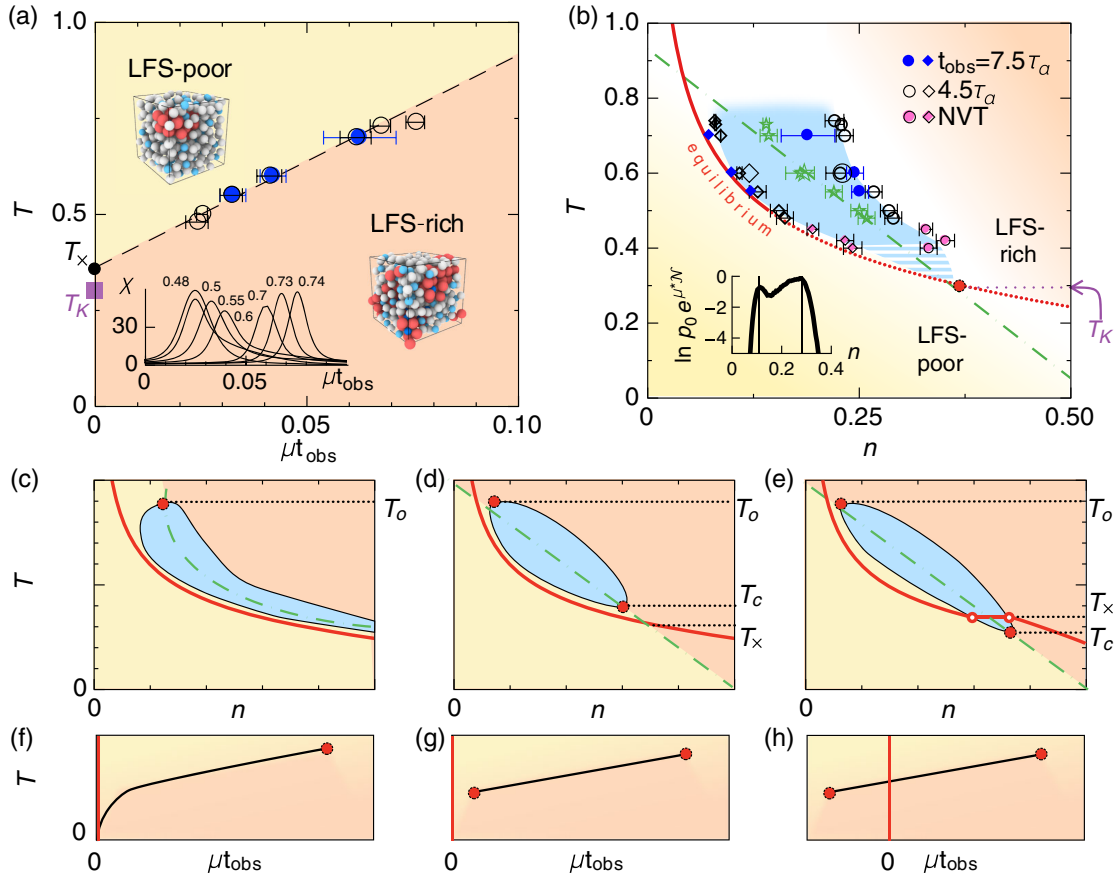 (a)
1.0
LFS-poor
T
0.5
T×
TK
LFS-rich
χ
0.48
0.5
0.55
0.6
0.7
0.73
0.74
30
0
0
0.05
μtobs
0
0
0.05
0.10
μtobs
(b)
1.0
tobs=7.5τα
4.5τα
NVT
0.8
0.6
T
0.4
0.2
0
equilibrium
LFS-rich
LFS-poor
TK
ln p0 eμ*𝒩
0
−2
−4
0
0.2
0.4
n
0
0.25
0.50
n
(c)
T
0
0
n
To
(d)
0
n
To
Tc
T×
(e)
0
n
To
T×
Tc
(f)
T
0
0
μtobs
(g)
0
μtobs
(h)
0
μtobs